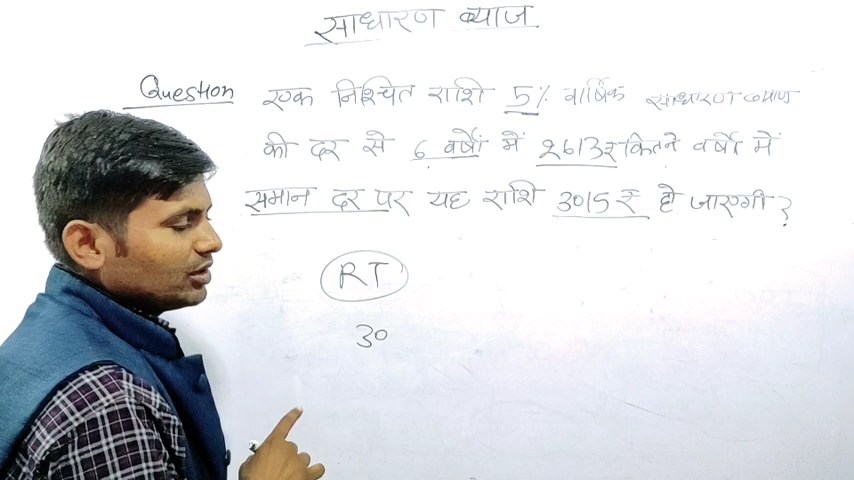 साधारण ब्याज
Question एक निश्चित राशि 5% वार्षिक साधारण ब्याज
की दर से 6 वर्षों में 2613₹ कितने वर्षों में
समान दर पर यह राशि 3015 ₹ हो जाएगी ?
RT
30